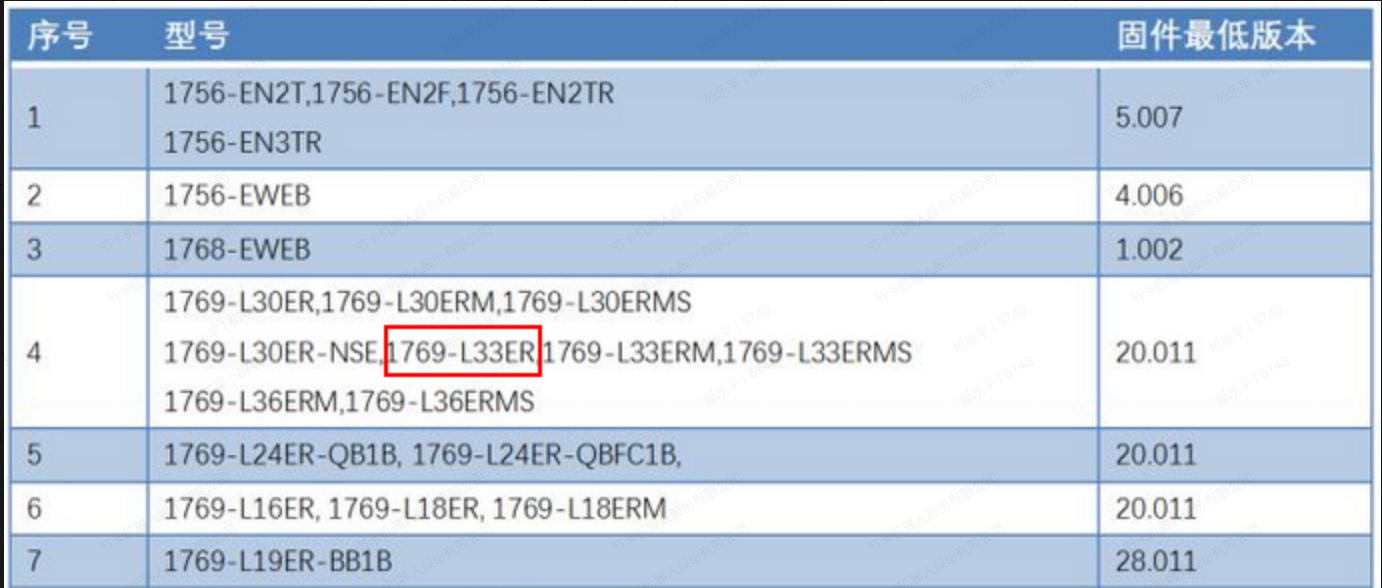 序号 型号 固件最低版本
1 1756-EN2T,1756-EN2F,1756-EN2TR 5.007
1756-EN3TR
2 1756-EWEB 4.006
3 1768-EWEB 1.002
1769-L30ER,1769-L30ERM,1769-L30ERMS
4 1769-L30ER-NSE,1769-L33ER,1769-L33ERM,1769-L33ERMS 20.011
1769-L36ERM,1769-L36ERMS
5 1769-L24ER-QB1B, 1769-L24ER-QBFC1B, 20.011
6 1769-L16ER, 1769-L18ER, 1769-L18ERM 20.011
7 1769-L19ER-BB1B 28.011